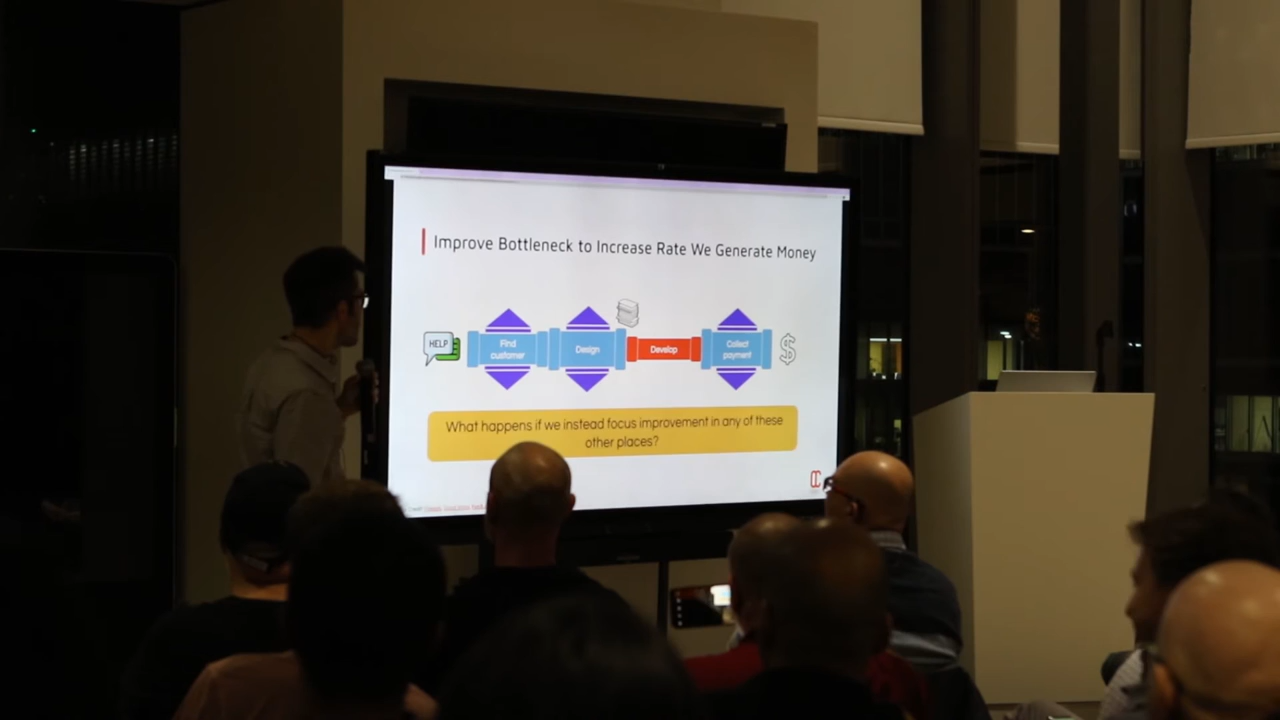 Improve Bottleneck to Increase Rate We Generate Money
HELP
Find
customer
Design
Develop
Collect
payment
$
What happens if we instead focus improvement in any of these
other places?